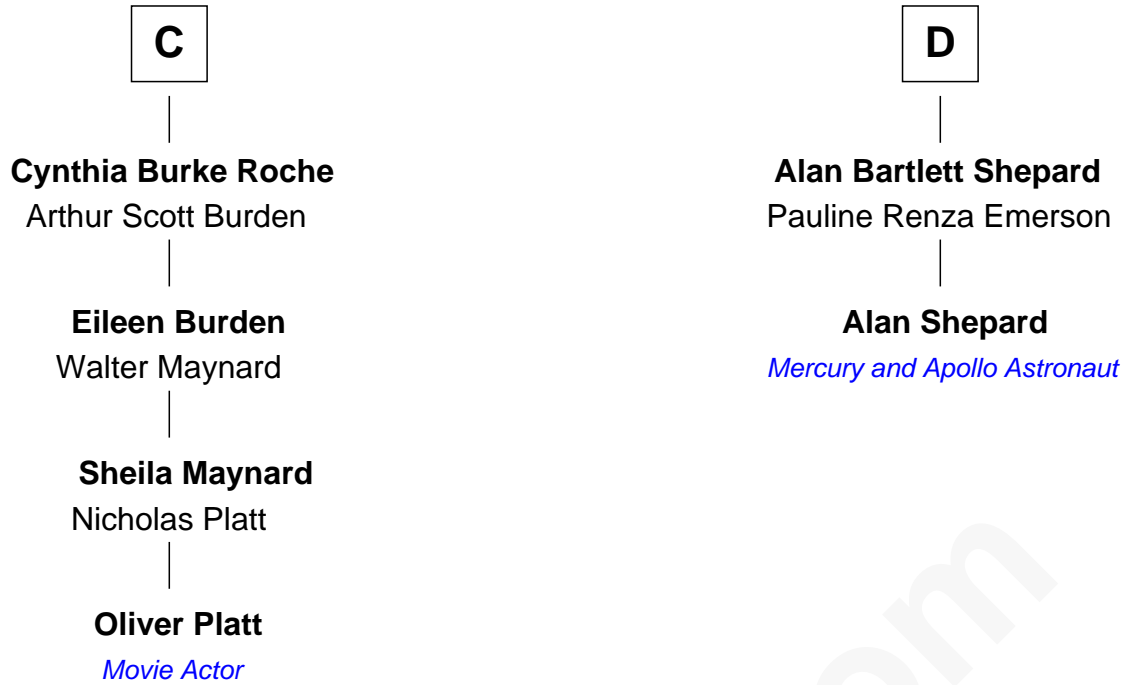 C
Cynthia Burke Roche
Arthur Scott Burden
Eileen Burden
Walter Maynard
Sheila Maynard
Nicholas Platt
Oliver Platt
Movie Actor
D
Alan Bartlett Shepard
Pauline Renza Emerson
Alan Shepard
Mercury and Apollo Astronaut
om